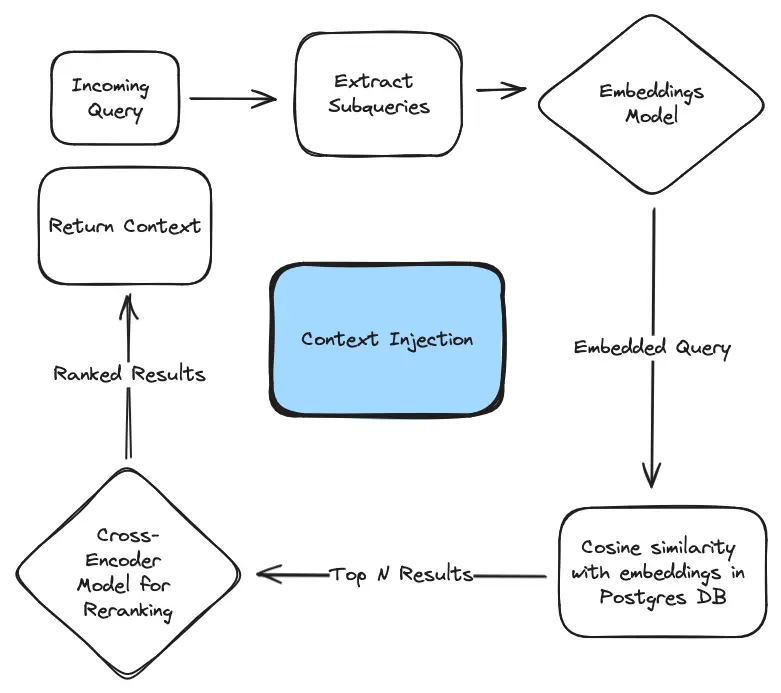 Incoming
Query
Extract
Subqueries
Embeddings
Model
Return Context
Context Injection
Embedded Query
Ranked Results
Cross-
Encoder
Model for
Reranking
Top N Results
Cosine similarity
with embeddings in
Postgres DB